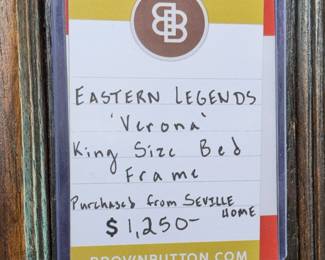 EASTERN LEGENDS
'Verona'
King Size Bed
Frame
Purchased from SEVILLE
HOME
$1,250-
BROWNBUTTON.COM